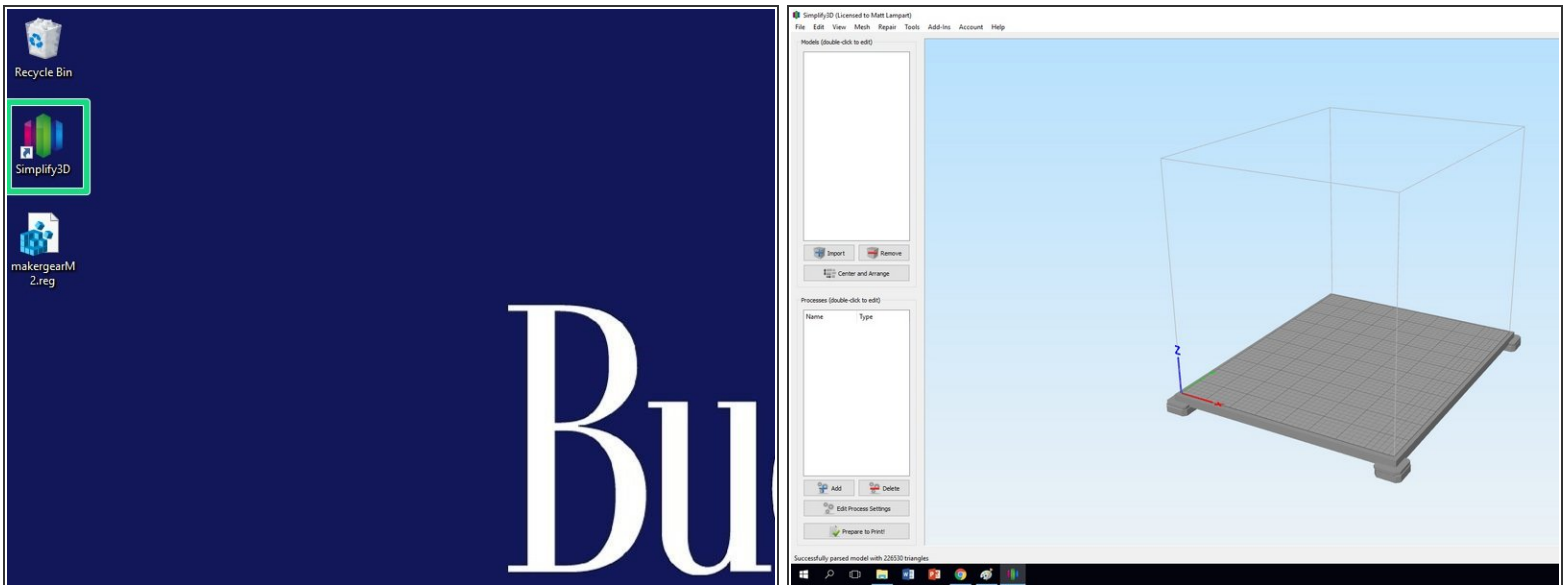 Recycle Bin
Simplify3D
makergearM
2.reg
Bu
Simplify3D (Licensed to Matt Lampart)
File Edit View Mesh Repair Tools Add-Ins Account Help
Models (double-click to edit)
Import Remove
Center and Arrange
Processes (double-click to edit)
Name Type
Add Delete
Edit Process Settings
Prepare to Print!
Z
Successfully parsed model with 226530 triangles